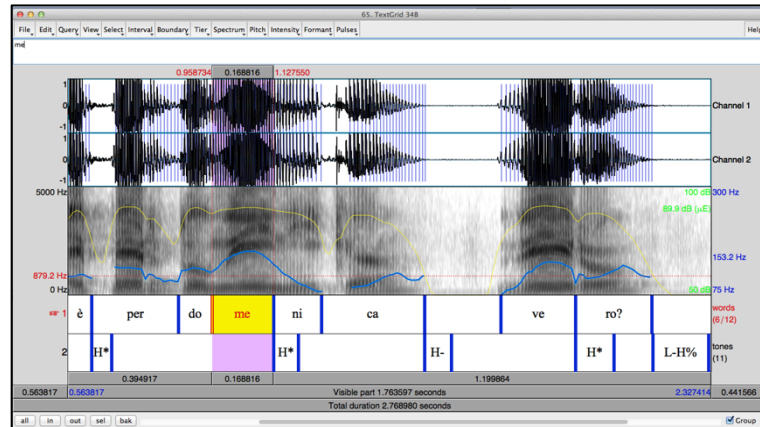 65. TextGrid 348
File Edit Query View Select Interval Boundary Tier Spectrum Pitch Intensity Formant Pulses Help
me
0.958734 0.168816 1.127550
1
0
-1
Channel 1
1
0
-1
Channel 2
5000 Hz 100 dB 300 Hz
89.9 dB (µE)
153.2 Hz
879.2 Hz
0 Hz 50 dB 75 Hz
1 è per do me ni ca ve ro? words
(6/12)
2 H* H* H- H* L-H% tones
(11)
0.394917 0.168816 1.199864
0.563817 0.563817 Visible part 1.763597 seconds 2.327414 0.441566
Total duration 2.768980 seconds
all in out sel bak Group